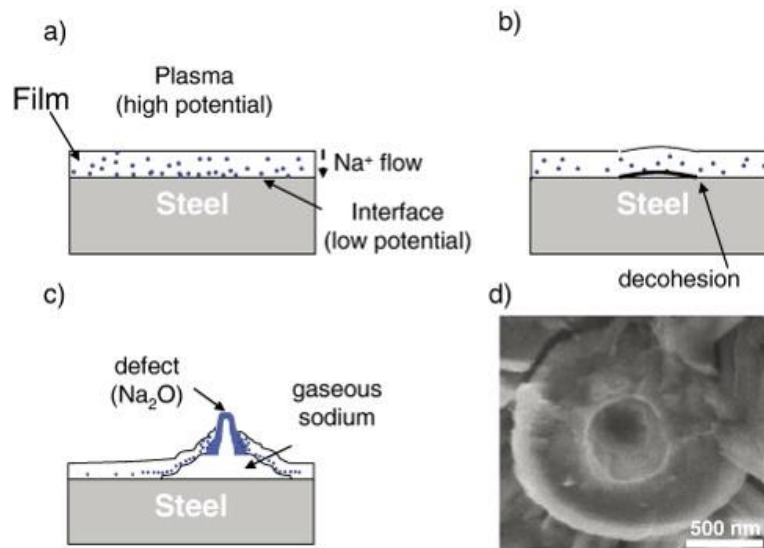 a)
Plasma
(high potential)
Film
Na⁺ flow
Steel
Interface
(low potential)
b)
Steel
decohesion
c)
defect
(Na₂O)
gaseous
sodium
Steel
d)
500 nm